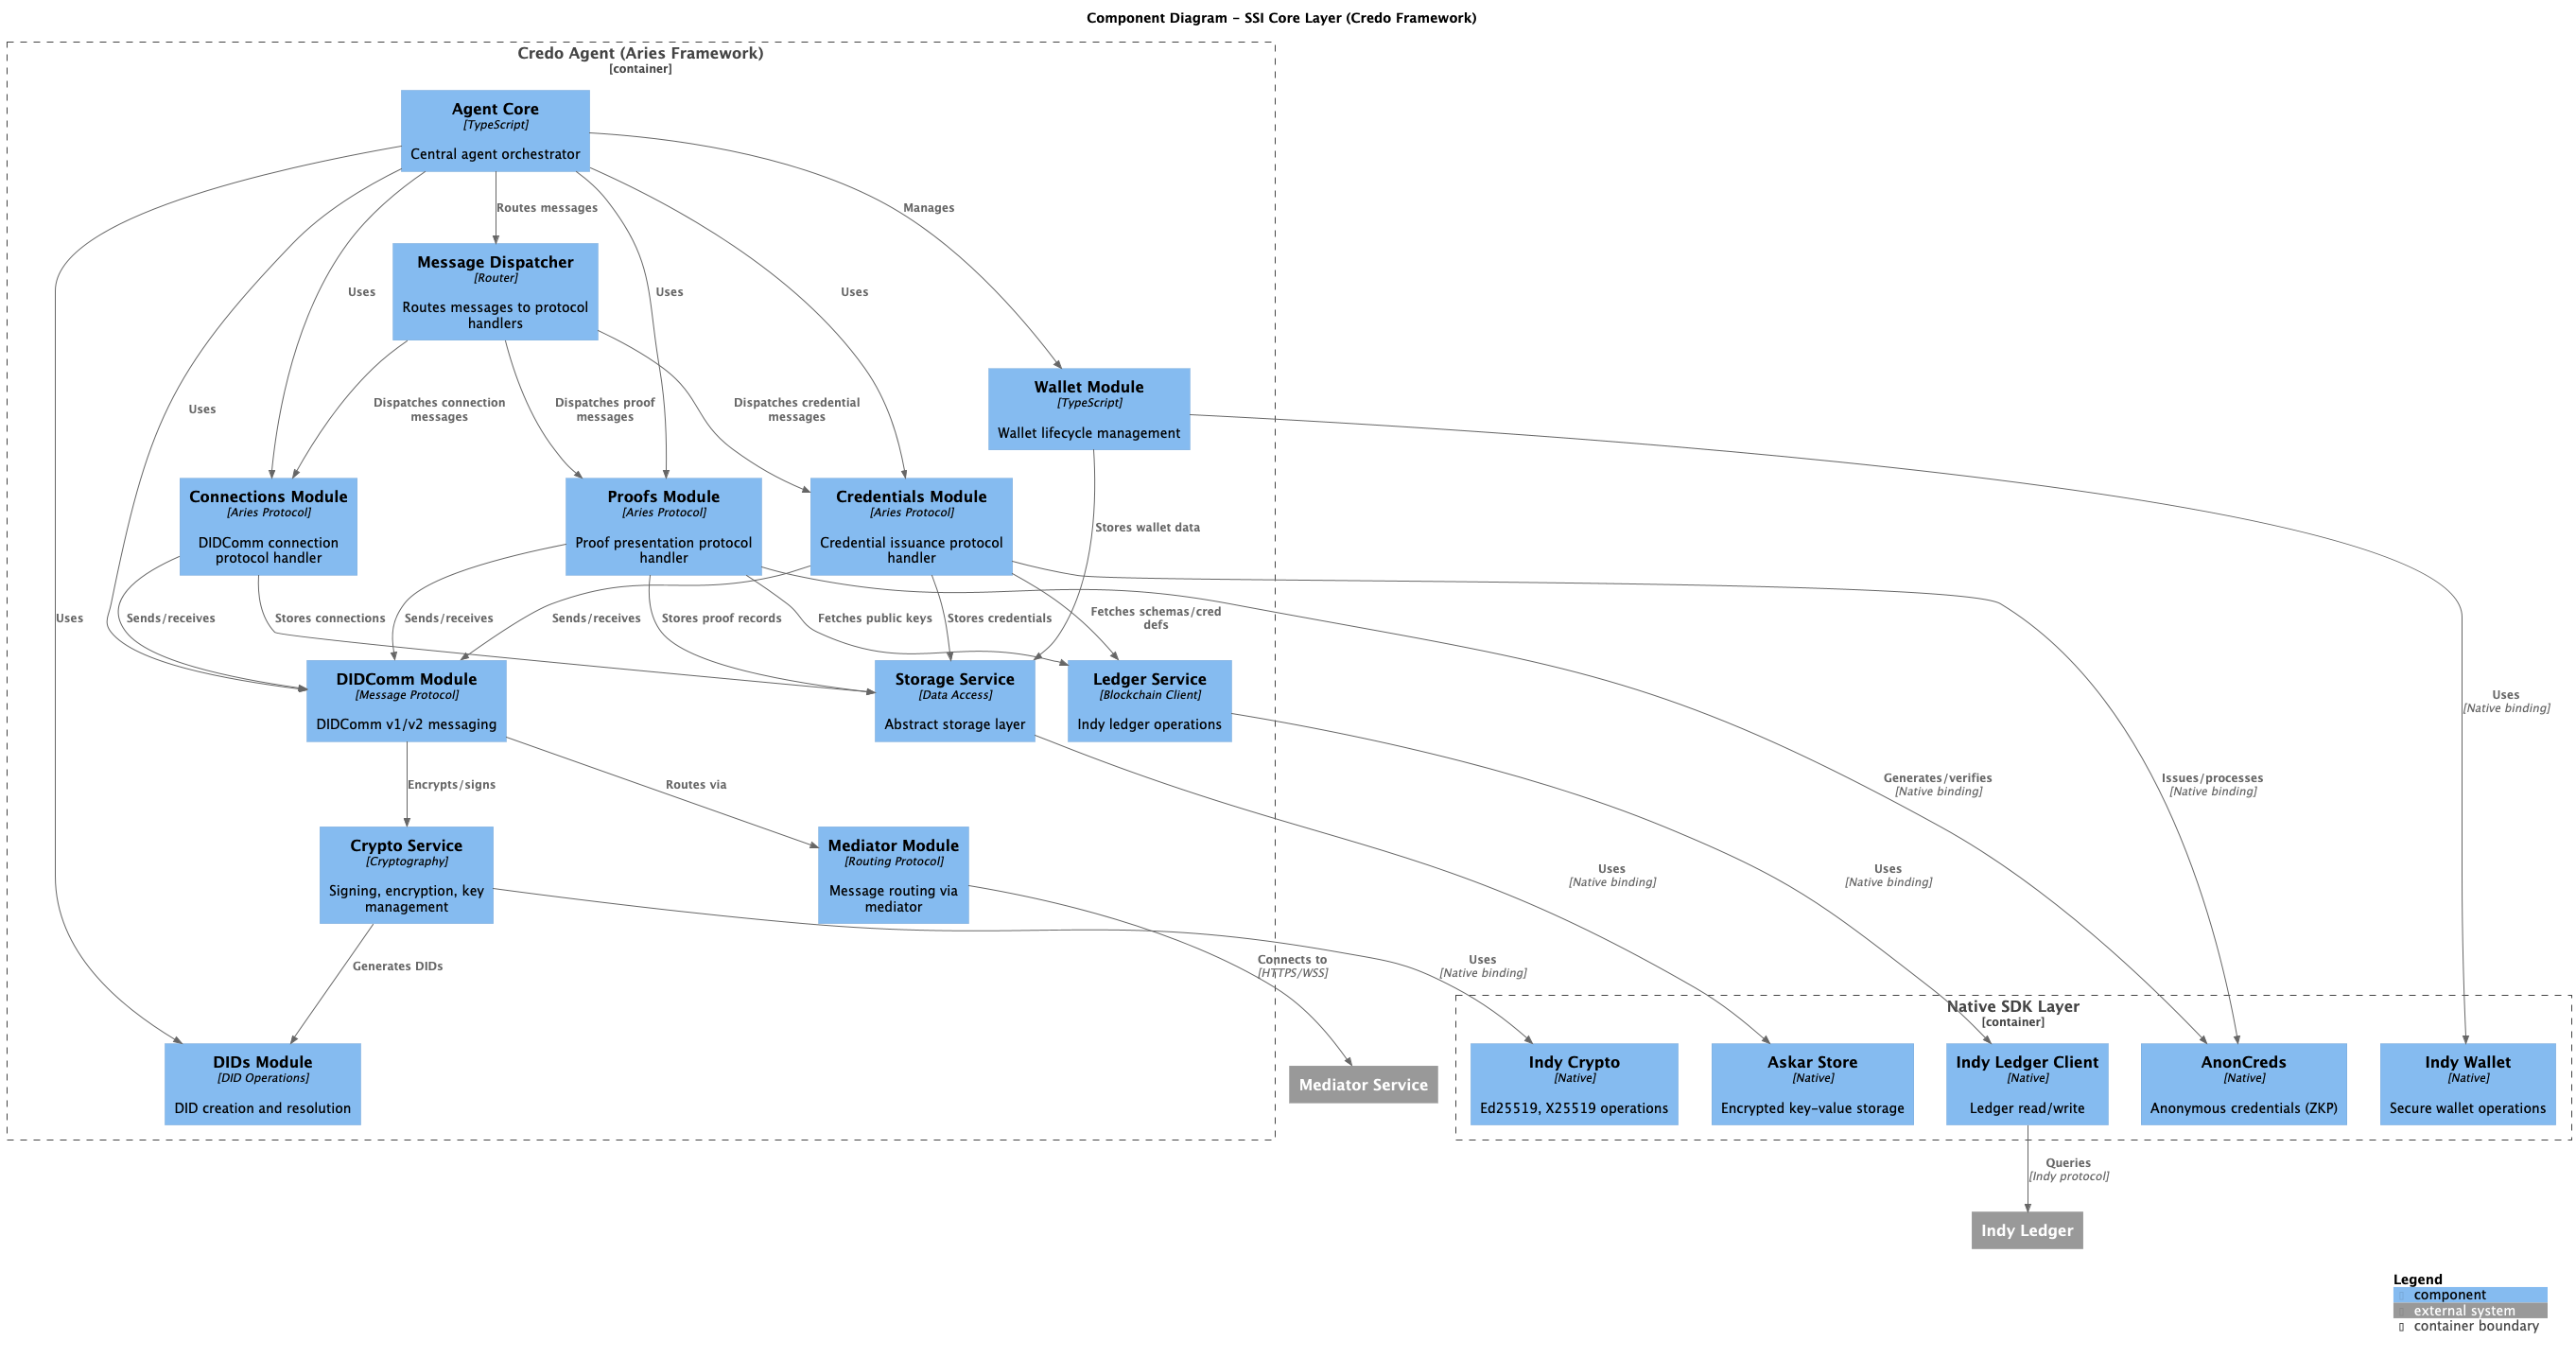 Component Diagram - SSI Core Layer (Credo Framework)
Credo Agent (Aries Framework)
[container]
Agent Core
[TypeScript]
Central agent orchestrator
Routes messages
Manages
Message Dispatcher
[Router]
Routes messages to protocol
handlers
Uses
Uses
Uses
Wallet Module
[TypeScript]
Wallet lifecycle management
Uses
Dispatches connection
messages
Dispatches proof
messages
Dispatches credential
messages
Connections Module
[Aries Protocol]
DIDComm connection
protocol handler
Proofs Module
[Aries Protocol]
Proof presentation protocol
handler
Credentials Module
[Aries Protocol]
Credential issuance protocol
handler
Stores wallet data
Uses
Sends/receives
Stores connections
Sends/receives
Sends/receives
Stores proof records
Fetches public keys
Stores credentials
Fetches schemas/cred
defs
DIDComm Module
[Message Protocol]
DIDComm v1/v2 messaging
Storage Service
[Data Access]
Abstract storage layer
Ledger Service
[Blockchain Client]
Indy ledger operations
Uses
[Native binding]
Encrypts/signs
Routes via
Generates/verifies
[Native binding]
Issues/processes
[Native binding]
Crypto Service
[Cryptography]
Signing, encryption, key
management
Mediator Module
[Routing Protocol]
Message routing via
mediator
Uses
[Native binding]
Uses
[Native binding]
Generates DIDs
Connects to
[HTTPS/WSS]
Uses
[Native binding]
Native SDK Layer
[container]
DIDs Module
[DID Operations]
DID creation and resolution
Mediator Service
Indy Crypto
[Native]
Ed25519, X25519 operations
Askar Store
[Native]
Encrypted key-value storage
Indy Ledger Client
[Native]
Ledger read/write
AnonCreds
[Native]
Anonymous credentials (ZKP)
Indy Wallet
[Native]
Secure wallet operations
Queries
[Indy protocol]
Indy Ledger
Legend
component
external system
container boundary